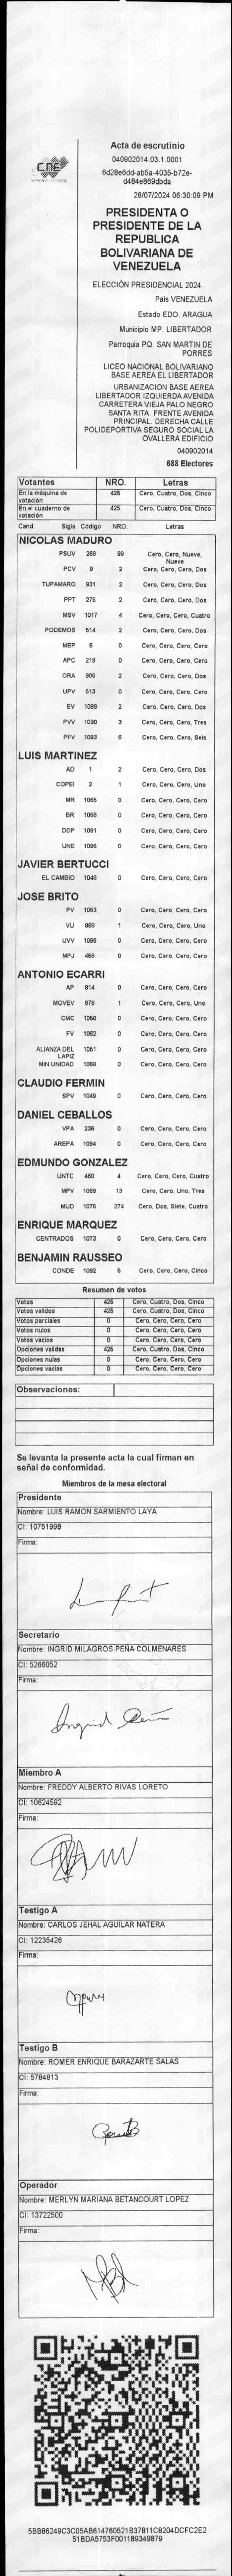 Acta de escrutinio
040902014.03.1.0001
6d28e6dd-ab5a-4035-b72e-
d484e869dbda
28/07/2024 06:30:09 PM
CNE
PRESIDENTA O
PRESIDENTE DE LA
REPUBLICA
BOLIVARIANA DE
VENEZUELA
ELECCIÓN PRESIDENCIAL 2024
País VENEZUELA
Estado EDO. ARAGUA
Municipio MP. LIBERTADOR
Parroquia PQ. SAN MARTIN DE
PORRES
LICEO NACIONAL BOLIVARIANO
BASE AEREA EL LIBERTADOR
URBANIZACION BASE AEREA
LIBERTADOR IZQUIERDA AVENIDA
CARRETERA VIEJA PALO NEGRO
SANTA RITA. FRENTE AVENIDA
PRINCIPAL. DERECHA CALLE
POLIDEPORTIVA SEGURO SOCIAL LA
OVALLERA EDIFICIO
040902014
688 Electores
Votantes NRO. Letras
En la máquina de votación 425 Cero, Cuatro, Dos, Cinco
En el cuaderno de votación 425 Cero, Cuatro, Dos, Cinco
Cand. Sigla Código NRO. Letras
NICOLAS MADURO
PSUV 269 99 Cero, Cero, Nueve, Nueve
PCV 9 2 Cero, Cero, Cero, Dos
TUPAMARO 931 2 Cero, Cero, Cero, Dos
PPT 276 2 Cero, Cero, Cero, Dos
MSV 1017 4 Cero, Cero, Cero, Cuatro
PODEMOS 514 2 Cero, Cero, Cero, Dos
MEP 6 0 Cero, Cero, Cero, Cero
APC 219 0 Cero, Cero, Cero, Cero
ORA 906 2 Cero, Cero, Cero, Dos
UPV 513 0 Cero, Cero, Cero, Cero
EV 1089 2 Cero, Cero, Cero, Dos
PVV 1090 3 Cero, Cero, Cero, Tres
PFV 1093 6 Cero, Cero, Cero, Seis
LUIS MARTINEZ
AD 1 2 Cero, Cero, Cero, Dos
COPEI 2 1 Cero, Cero, Cero, Uno
MR 1065 0 Cero, Cero, Cero, Cero
BR 1066 0 Cero, Cero, Cero, Cero
DDP 1091 0 Cero, Cero, Cero, Cero
UNE 1095 0 Cero, Cero, Cero, Cero
JAVIER BERTUCCI
EL CAMBIO 1048 0 Cero, Cero, Cero, Cero
JOSE BRITO
PV 1053 0 Cero, Cero, Cero, Cero
VU 969 1 Cero, Cero, Cero, Uno
UVV 1096 0 Cero, Cero, Cero, Cero
MPJ 458 0 Cero, Cero, Cero, Cero
ANTONIO ECARRI
AP 914 0 Cero, Cero, Cero, Cero
MOVEV 978 1 Cero, Cero, Cero, Uno
CMC 1050 0 Cero, Cero, Cero, Cero
FV 1062 0 Cero, Cero, Cero, Cero
ALIANZA DEL LAPIZ 1051 0 Cero, Cero, Cero, Cero
MIN UNIDAD 1068 0 Cero, Cero, Cero, Cero
CLAUDIO FERMIN
SPV 1049 0 Cero, Cero, Cero, Cero
DANIEL CEBALLOS
VPA 236 0 Cero, Cero, Cero, Cero
AREPA 1094 0 Cero, Cero, Cero, Cero
EDMUNDO GONZALEZ
UNTC 460 4 Cero, Cero, Cero, Cuatro
MPV 1069 13 Cero, Cero, Uno, Tres
MUD 1076 274 Cero, Dos, Siete, Cuatro
ENRIQUE MARQUEZ
CENTRADOS 1073 0 Cero, Cero, Cero, Cero
BENJAMIN RAUSSEO
CONDE 1092 5 Cero, Cero, Cero, Cinco
Resumen de votos
Votos 425 Cero, Cuatro, Dos, Cinco
Votos validos 425 Cero, Cuatro, Dos, Cinco
Votos parciales 0 Cero, Cero, Cero, Cero
Votos nulos 0 Cero, Cero, Cero, Cero
Votos vacios 0 Cero, Cero, Cero, Cero
Opciones validas 425 Cero, Cuatro, Dos, Cinco
Opciones nulas 0 Cero, Cero, Cero, Cero
Opciones vacias 0 Cero, Cero, Cero, Cero
Observaciones:
Se levanta la presente acta la cual firman en
señal de conformidad.
Miembros de la mesa electoral
Presidente
Nombre: LUIS RAMON SARMIENTO LAYA
CI: 10751998
Firma:
Secretario
Nombre: INGRID MILAGROS PEÑA COLMENARES
CI: 5266052
Firma:
Ingrid Peña
Miembro A
Nombre: FREDDY ALBERTO RIVAS LORETO
CI: 10624592
Firma:
Testigo A
Nombre: CARLOS JEHAL AGUILAR NATERA
CI: 12235426
Firma:
Testigo B
Nombre: ROMER ENRIQUE BARAZARTE SALAS
CI: 5784813
Firma:
Operador
Nombre: MERLYN MARIANA BETANCOURT LOPEZ
CI: 13722500
Firma:
5BB86249C3C05AB614760521B37811C8204DCFC2E2
51BDA5753F001189349879